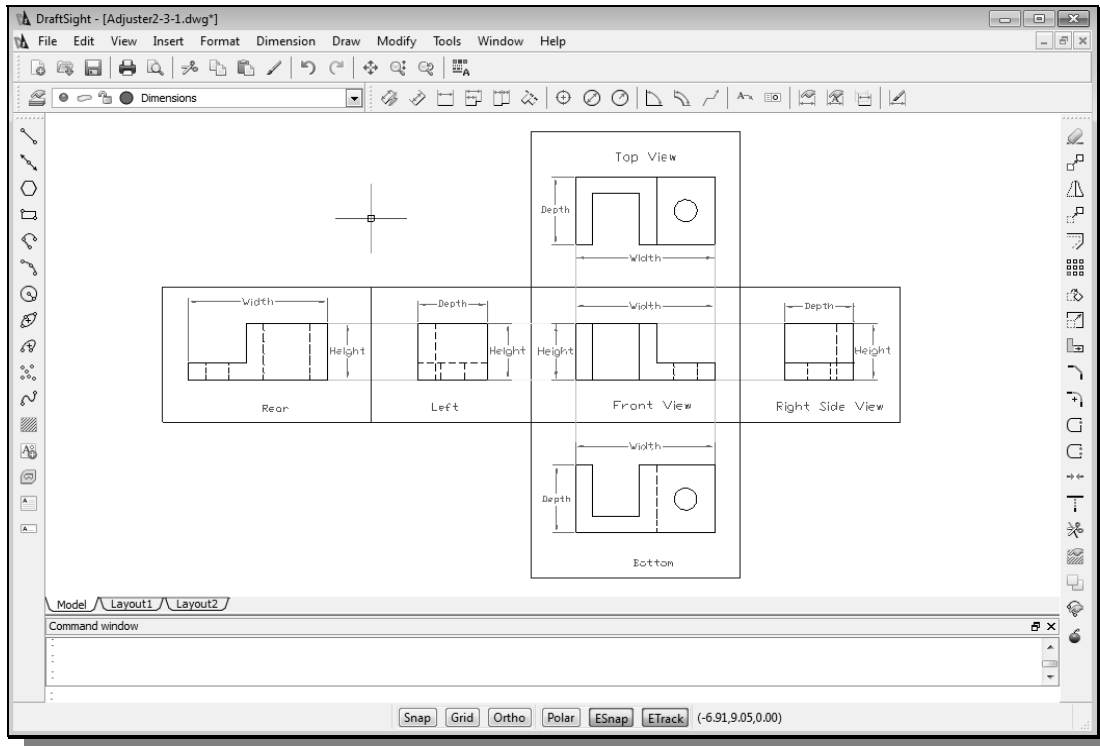 DraftSight - [Adjuster2-3-1.dwg*]
File Edit View Insert Format Dimension Draw Modify Tools Window Help
Dimensions
Top View
Depth
Width
Width
Depth
Width
Depth
Height
Height
Height
Height
Rear
Left
Front View
Right Side View
Width
Depth
Bottom
Model Layout1 Layout2
Command window
:
:
:
:
Snap Grid Ortho Polar ESnap ETrack (-6.91,9.05,0.00)